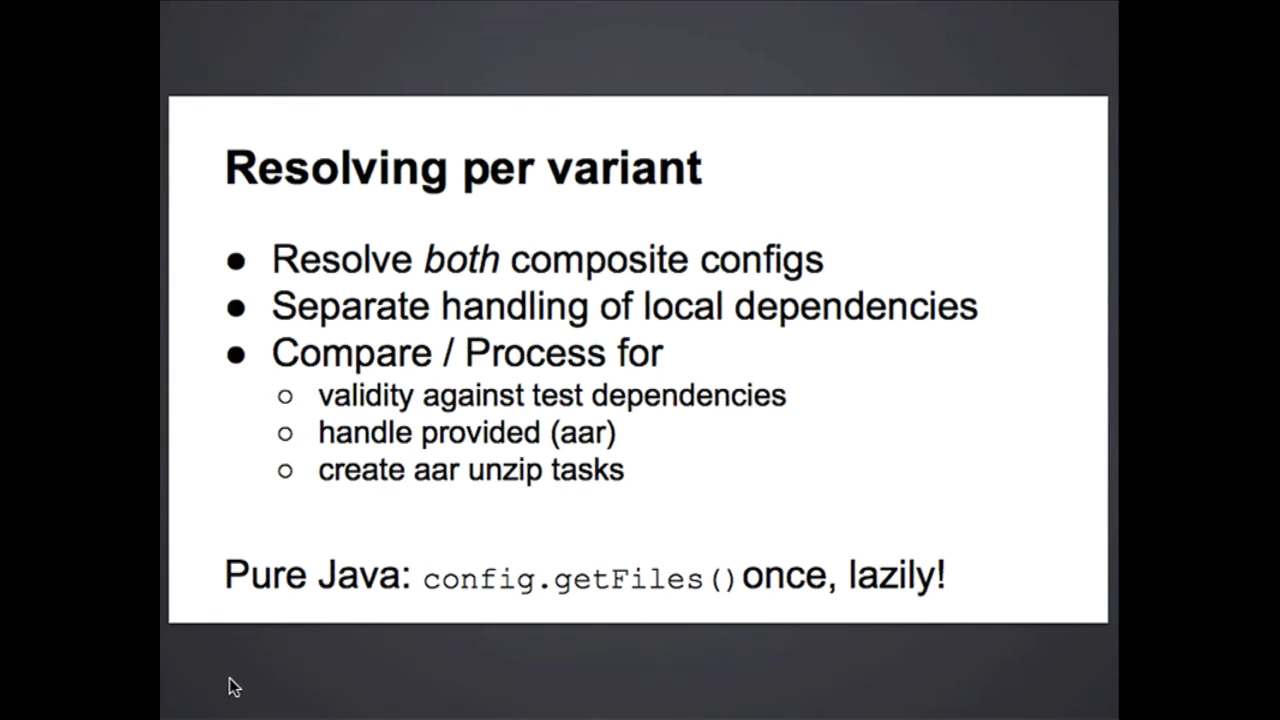 Resolving per variant
● Resolve both composite configs
● Separate handling of local dependencies
● Compare / Process for
○ validity against test dependencies
○ handle provided (aar)
○ create aar unzip tasks
Pure Java: config.getFiles() once, lazily!